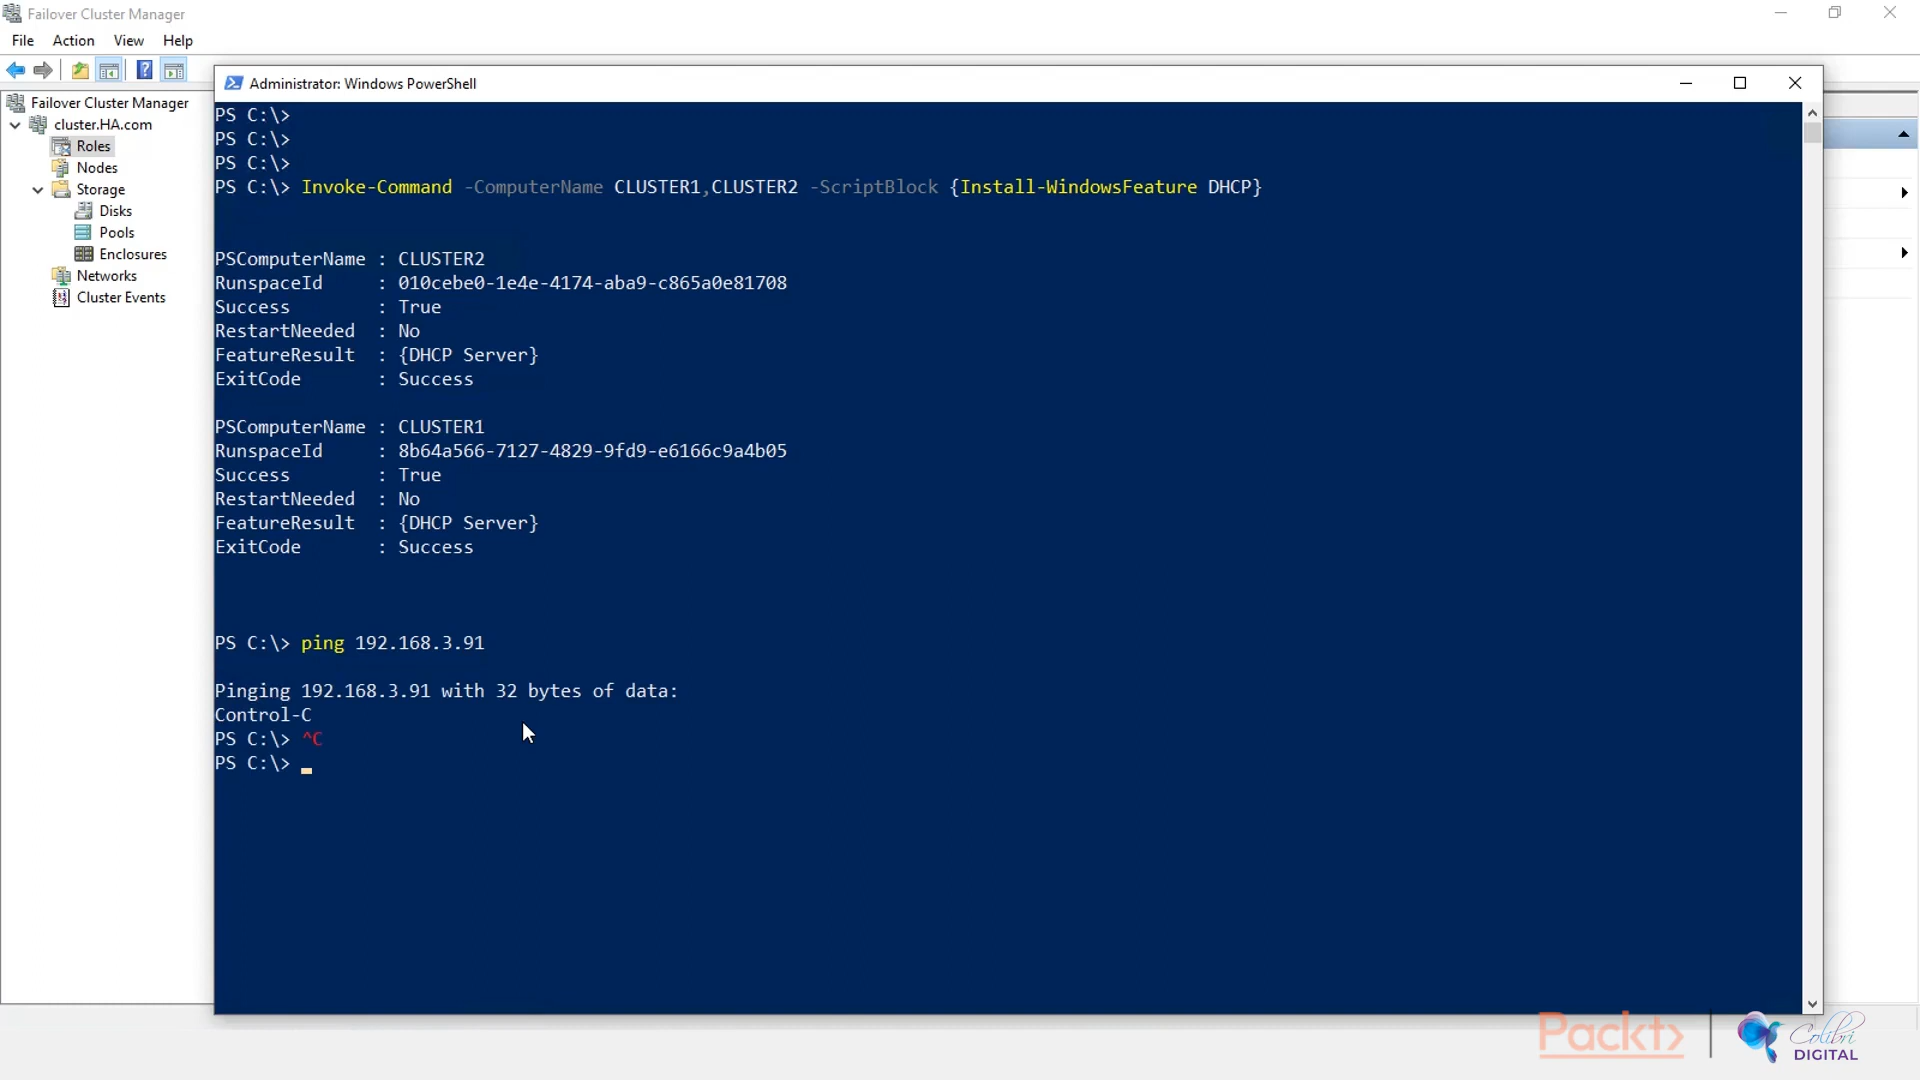 Failover Cluster Manager
File Action View Help
Administrator: Windows PowerShell
Failover Cluster Manager
cluster.HA.com
Roles
Nodes
Storage
Disks
Pools
Enclosures
Networks
Cluster Events
PS C:\>
PS C:\>
PS C:\>
PS C:\> Invoke-Command -ComputerName CLUSTER1,CLUSTER2 -ScriptBlock {Install-WindowsFeature DHCP}
PSComputerName : CLUSTER2
RunspaceId : 010cebe0-1e4e-4174-aba9-c865a0e81708
Success : True
RestartNeeded : No
FeatureResult : {DHCP Server}
ExitCode : Success
PSComputerName : CLUSTER1
RunspaceId : 8b64a566-7127-4829-9fd9-e6166c9a4b05
Success : True
RestartNeeded : No
FeatureResult : {DHCP Server}
ExitCode : Success
PS C:\> ping 192.168.3.91
Pinging 192.168.3.91 with 32 bytes of data:
Control-C
PS C:\> ^C
PS C:\>
Packt>
Colibri
DIGITAL